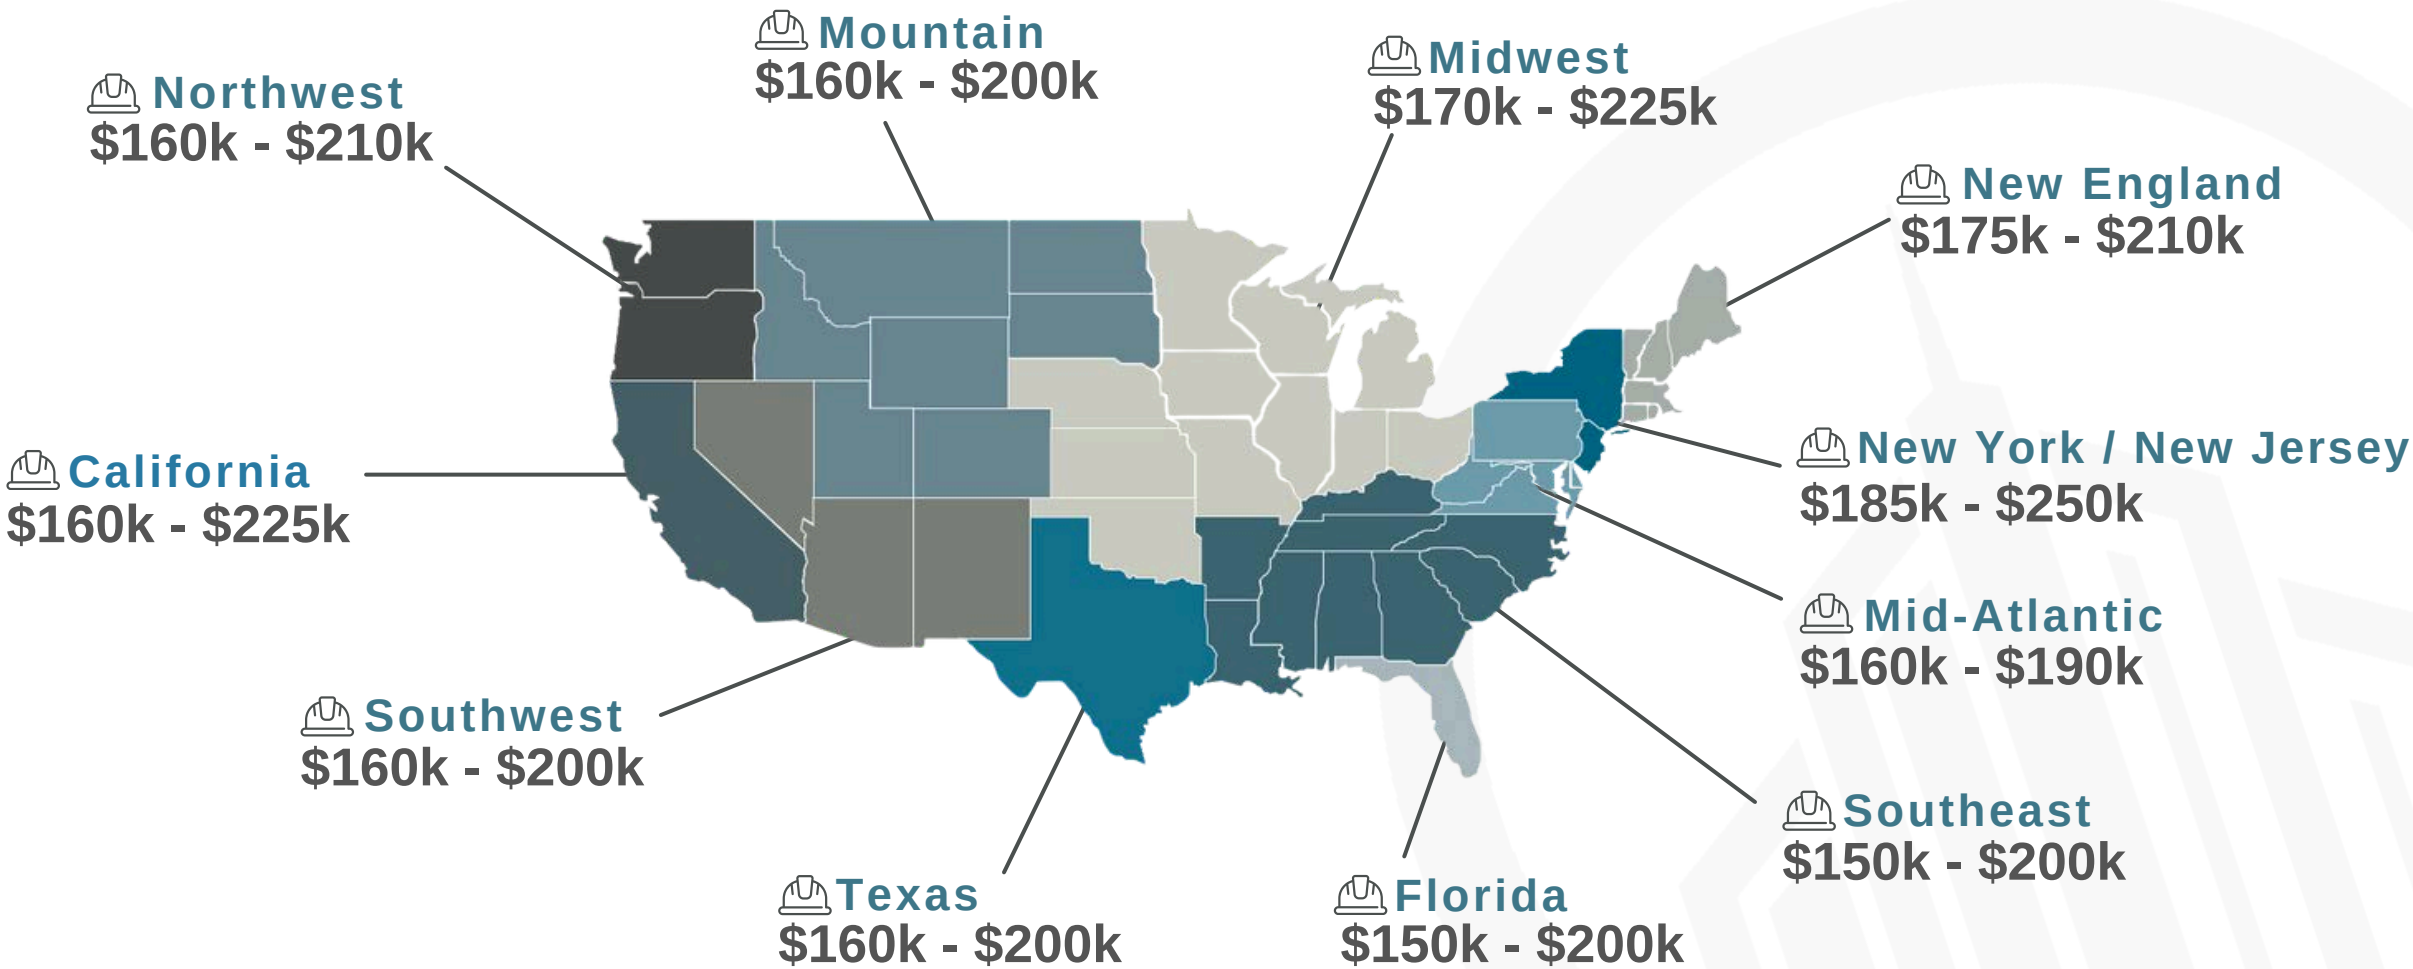 Mountain
$160k - $200k
Midwest
$170k - $225k
Northwest
$160k - $210k
New England
$175k - $210k
California
$160k - $225k
New York / New Jersey
$185k - $250k
Mid-Atlantic
$160k - $190k
Southwest
$160k - $200k
Southeast
$150k - $200k
Texas
$160k - $200k
Florida
$150k - $200k